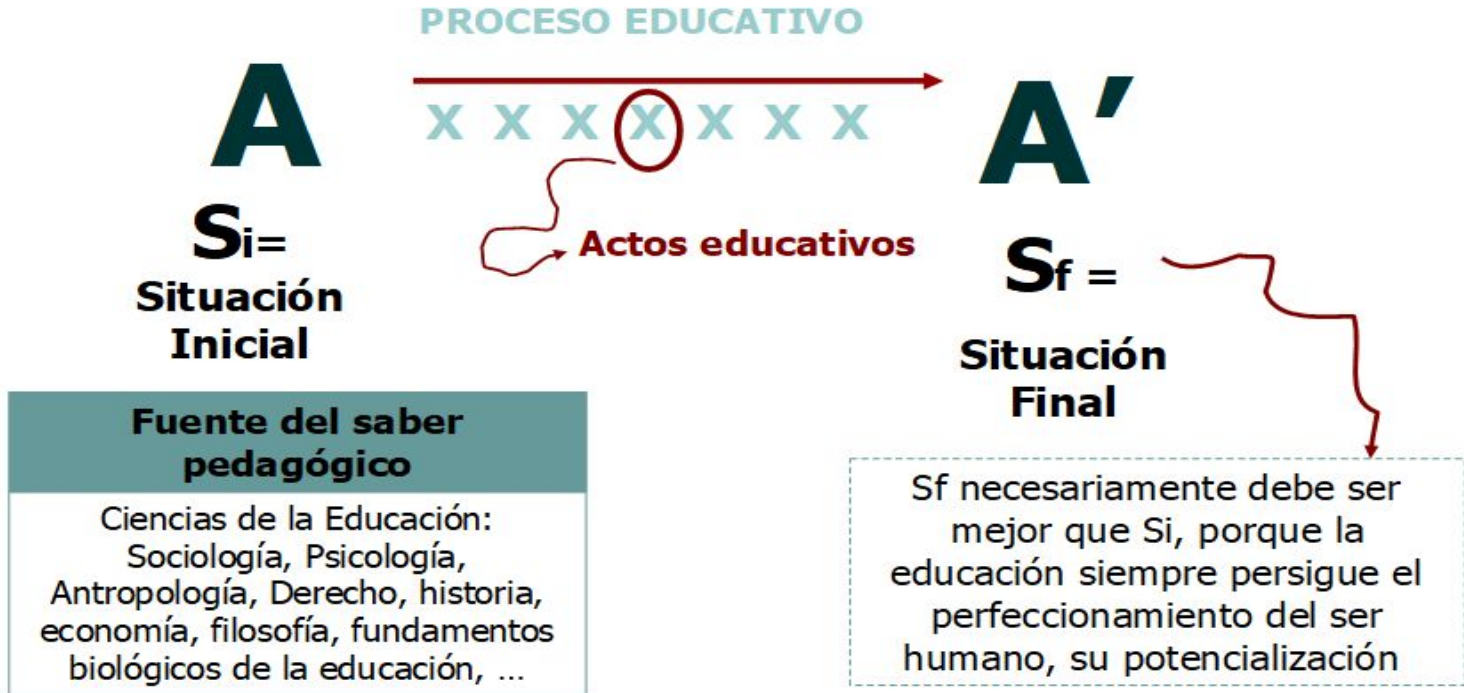 PROCESO EDUCATIVO
A
X X X X X X X
A'
Si=
Situación
Inicial
Actos educativos
Sf =
Situación
Final
Fuente del saber
pedagógico
Ciencias de la Educación:
Sociología, Psicología,
Antropología, Derecho, historia,
economía, filosofía, fundamentos
biológicos de la educación, ...
Sf necesariamente debe ser
mejor que Si, porque la
educación siempre persigue el
perfeccionamiento del ser
humano, su potencialización